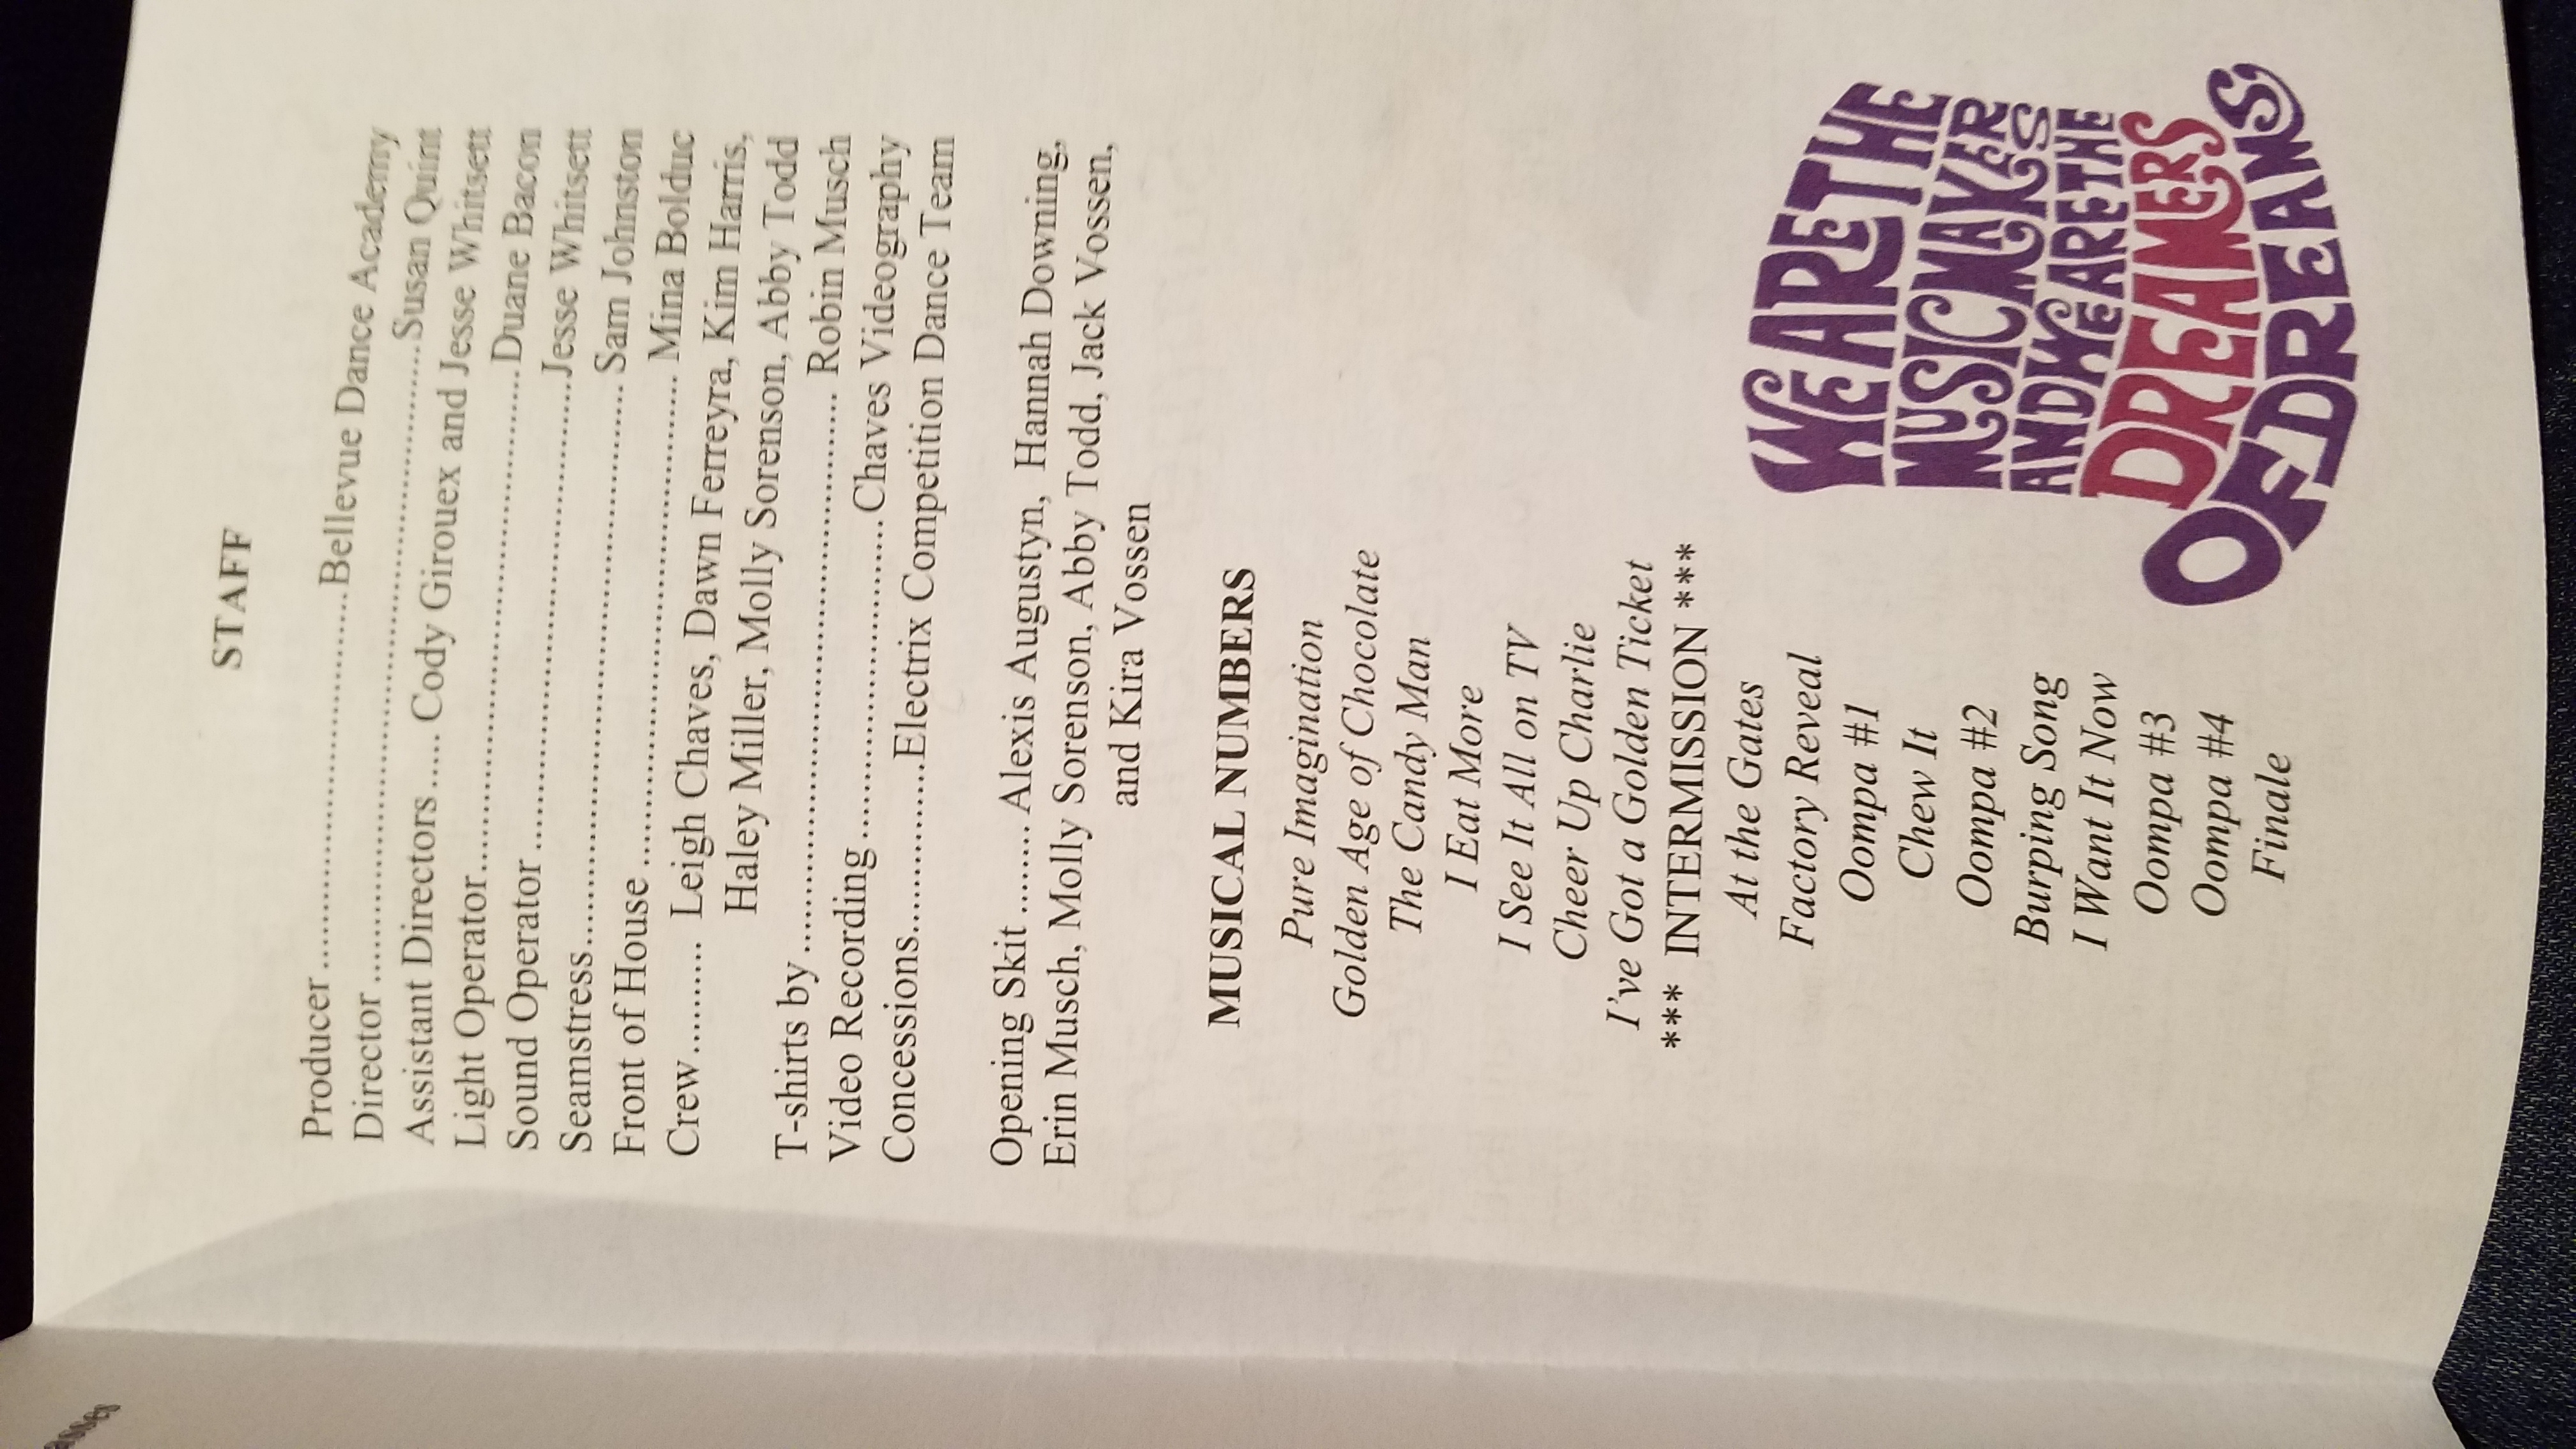 STAFF
Producer..............................Bellevue Dance Academy
Director................................................Susan Quint
Assistant Directors..... Cody Girouex and Jesse Whitsett
Light Operator.....................................Duane Bacon
Sound Operator...................................Jesse Whitsett
Seamstress......................................... Sam Johnston
Front of House ..................................... Mina Bolduc
Crew.......... Leigh Chaves, Dawn Ferreyra, Kim Harris,
Haley Miller, Molly Sorenson, Abby Todd
T-shirts by .......................................... Robin Musch
Video Recording.........................Chaves Videography
Concessions.............Electrix Competition Dance Team
Opening Skit ........ Alexis Augustyn, Hannah Downing,
Erin Musch, Molly Sorenson, Abby Todd, Jack Vossen,
and Kira Vossen
MUSICAL NUMBERS
Pure Imagination
Golden Age of Chocolate
The Candy Man
I Eat More
I See It All on TV
Cheer Up Charlie
I've Got a Golden Ticket
*** INTERMISSION ***
At the Gates
Factory Reveal
Oompa #1
Chew It
Oompa #2
Burping Song
I Want It Now
Oompa #3
Oompa #4
Finale
WE ARE THE
MUSIC MAKERS
AND WE ARE THE
DREAMERS
OF DREAMS